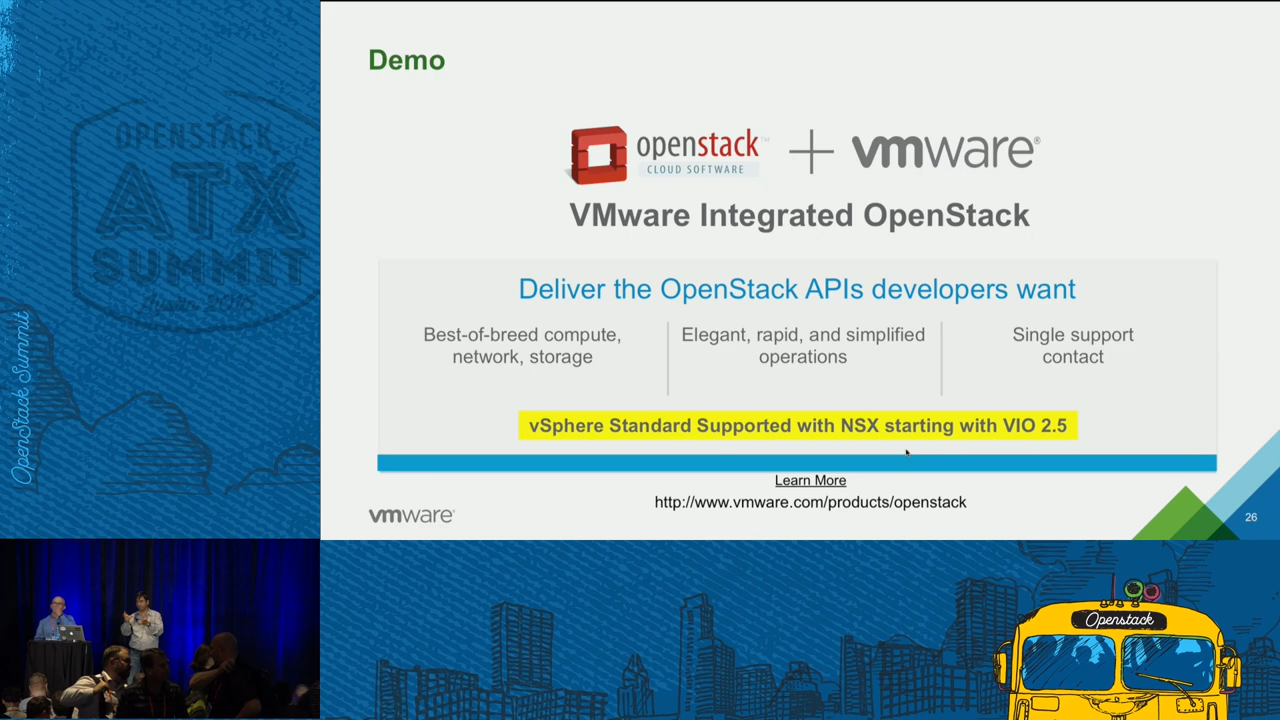 OPENSTACK
ATX
SUMMIT
Austin 2016
OpenStack Summit
Demo
openstack™ + vmware®
CLOUD SOFTWARE
VMware Integrated OpenStack
Deliver the OpenStack APIs developers want
Best-of-breed compute,
network, storage
Elegant, rapid, and simplified
operations
Single support
contact
vSphere Standard Supported with NSX starting with VIO 2.5
Learn More
http://www.vmware.com/products/openstack
vmware®
26
Openstack